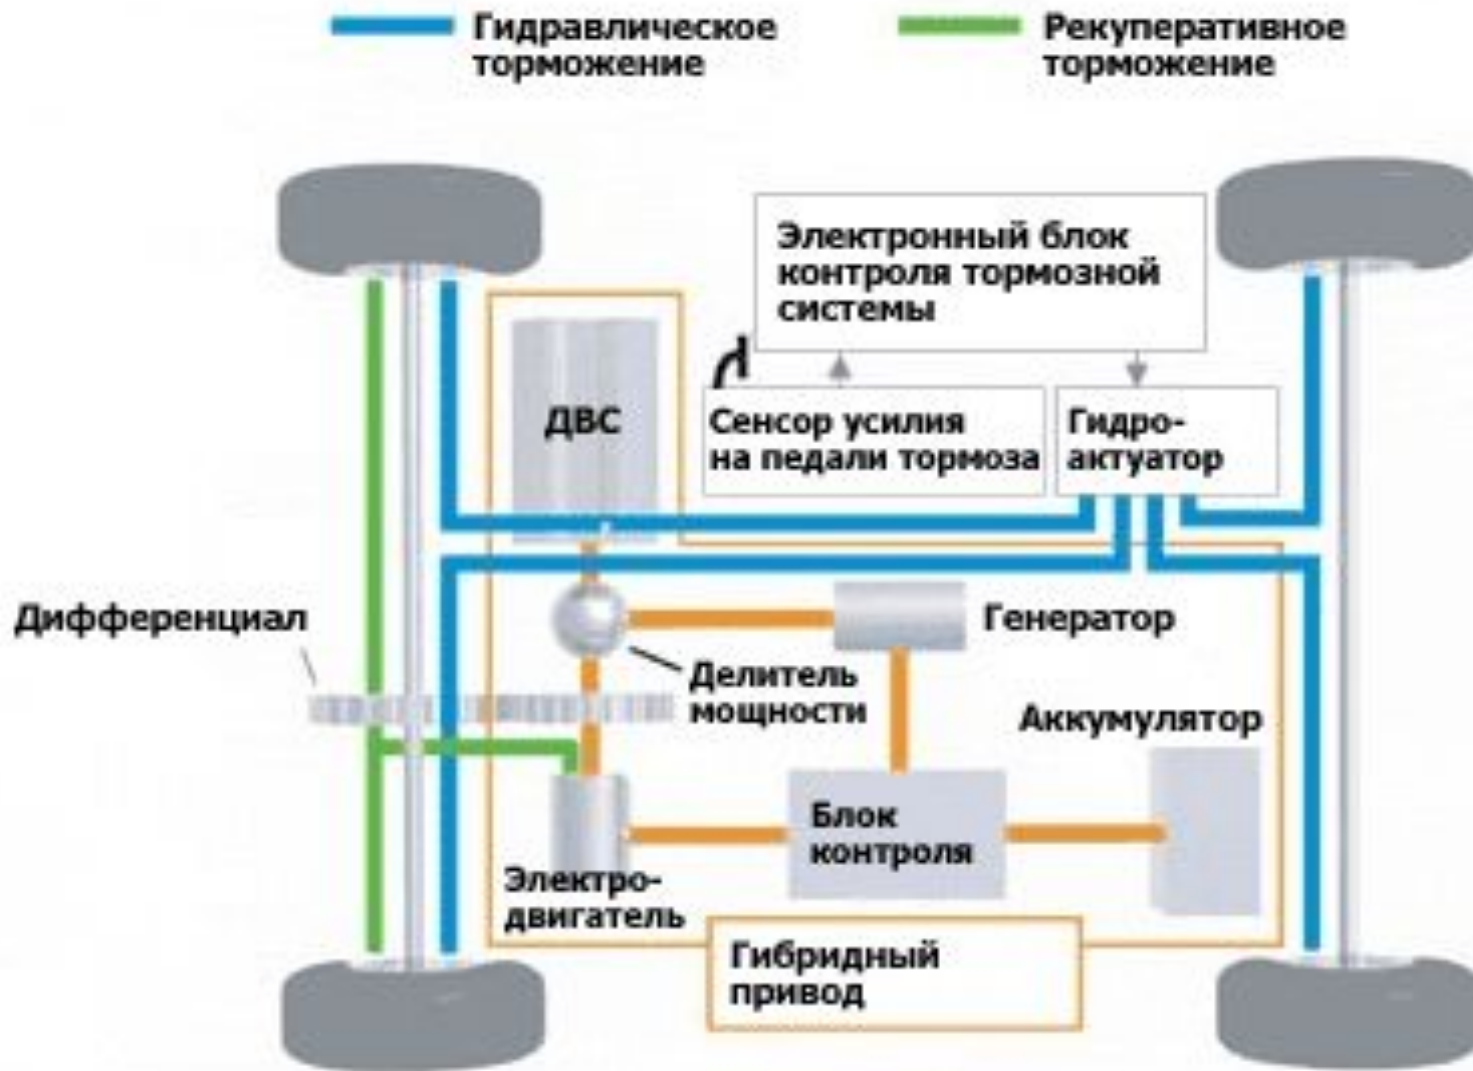 Гидравлическое
торможение
Рекуперативное
торможение
Электронный блок
контроля тормозной
системы
ДВС
Сенсор усилия
на педали тормоза
Гидро-
актуатор
Дифференциал
Генератор
Делитель
мощности
Аккумулятор
Блок
контроля
Электро-
двигатель
Гибридный
привод